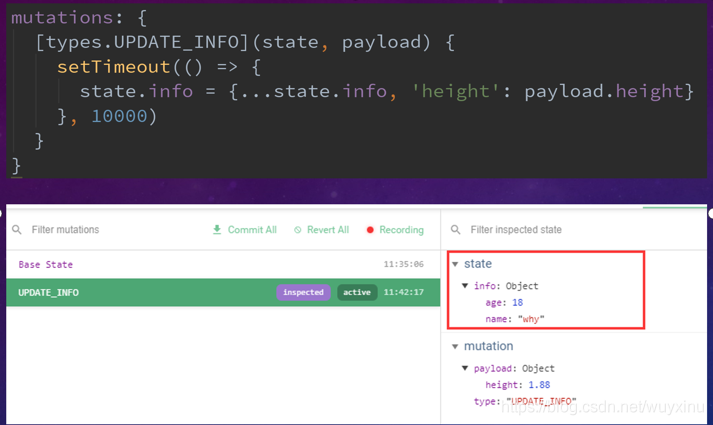 mutations: {
[types.UPDATE_INFO](state, payload) {
setTimeout(() => {
state.info = {...state.info, 'height': payload.height}
}, 10000)
}
}
Filter mutations
Commit All
Revert All
Recording
Base State
11:35:06
UPDATE_INFO
inspected
active
11:42:17
Filter inspected state
state
info: Object
age: 18
name: "why"
mutation
payload: Object
height: 1.88
type: "UPDATE_INFO"
https://blog.csdn.net/wuyxinu